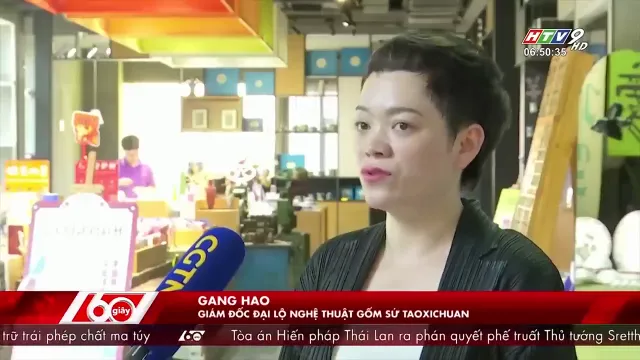 HTV9 HD
06:50:35
CGTN
60 giây
GANG HAO
GIÁM ĐỐC ĐẠI LỘ NGHỆ THUẬT GỐM SỨ TAOXICHUAN
trữ trái phép chất ma túy 60 giây Tòa án Hiến pháp Thái Lan ra phán quyết phế truất Thủ tướng Sretth